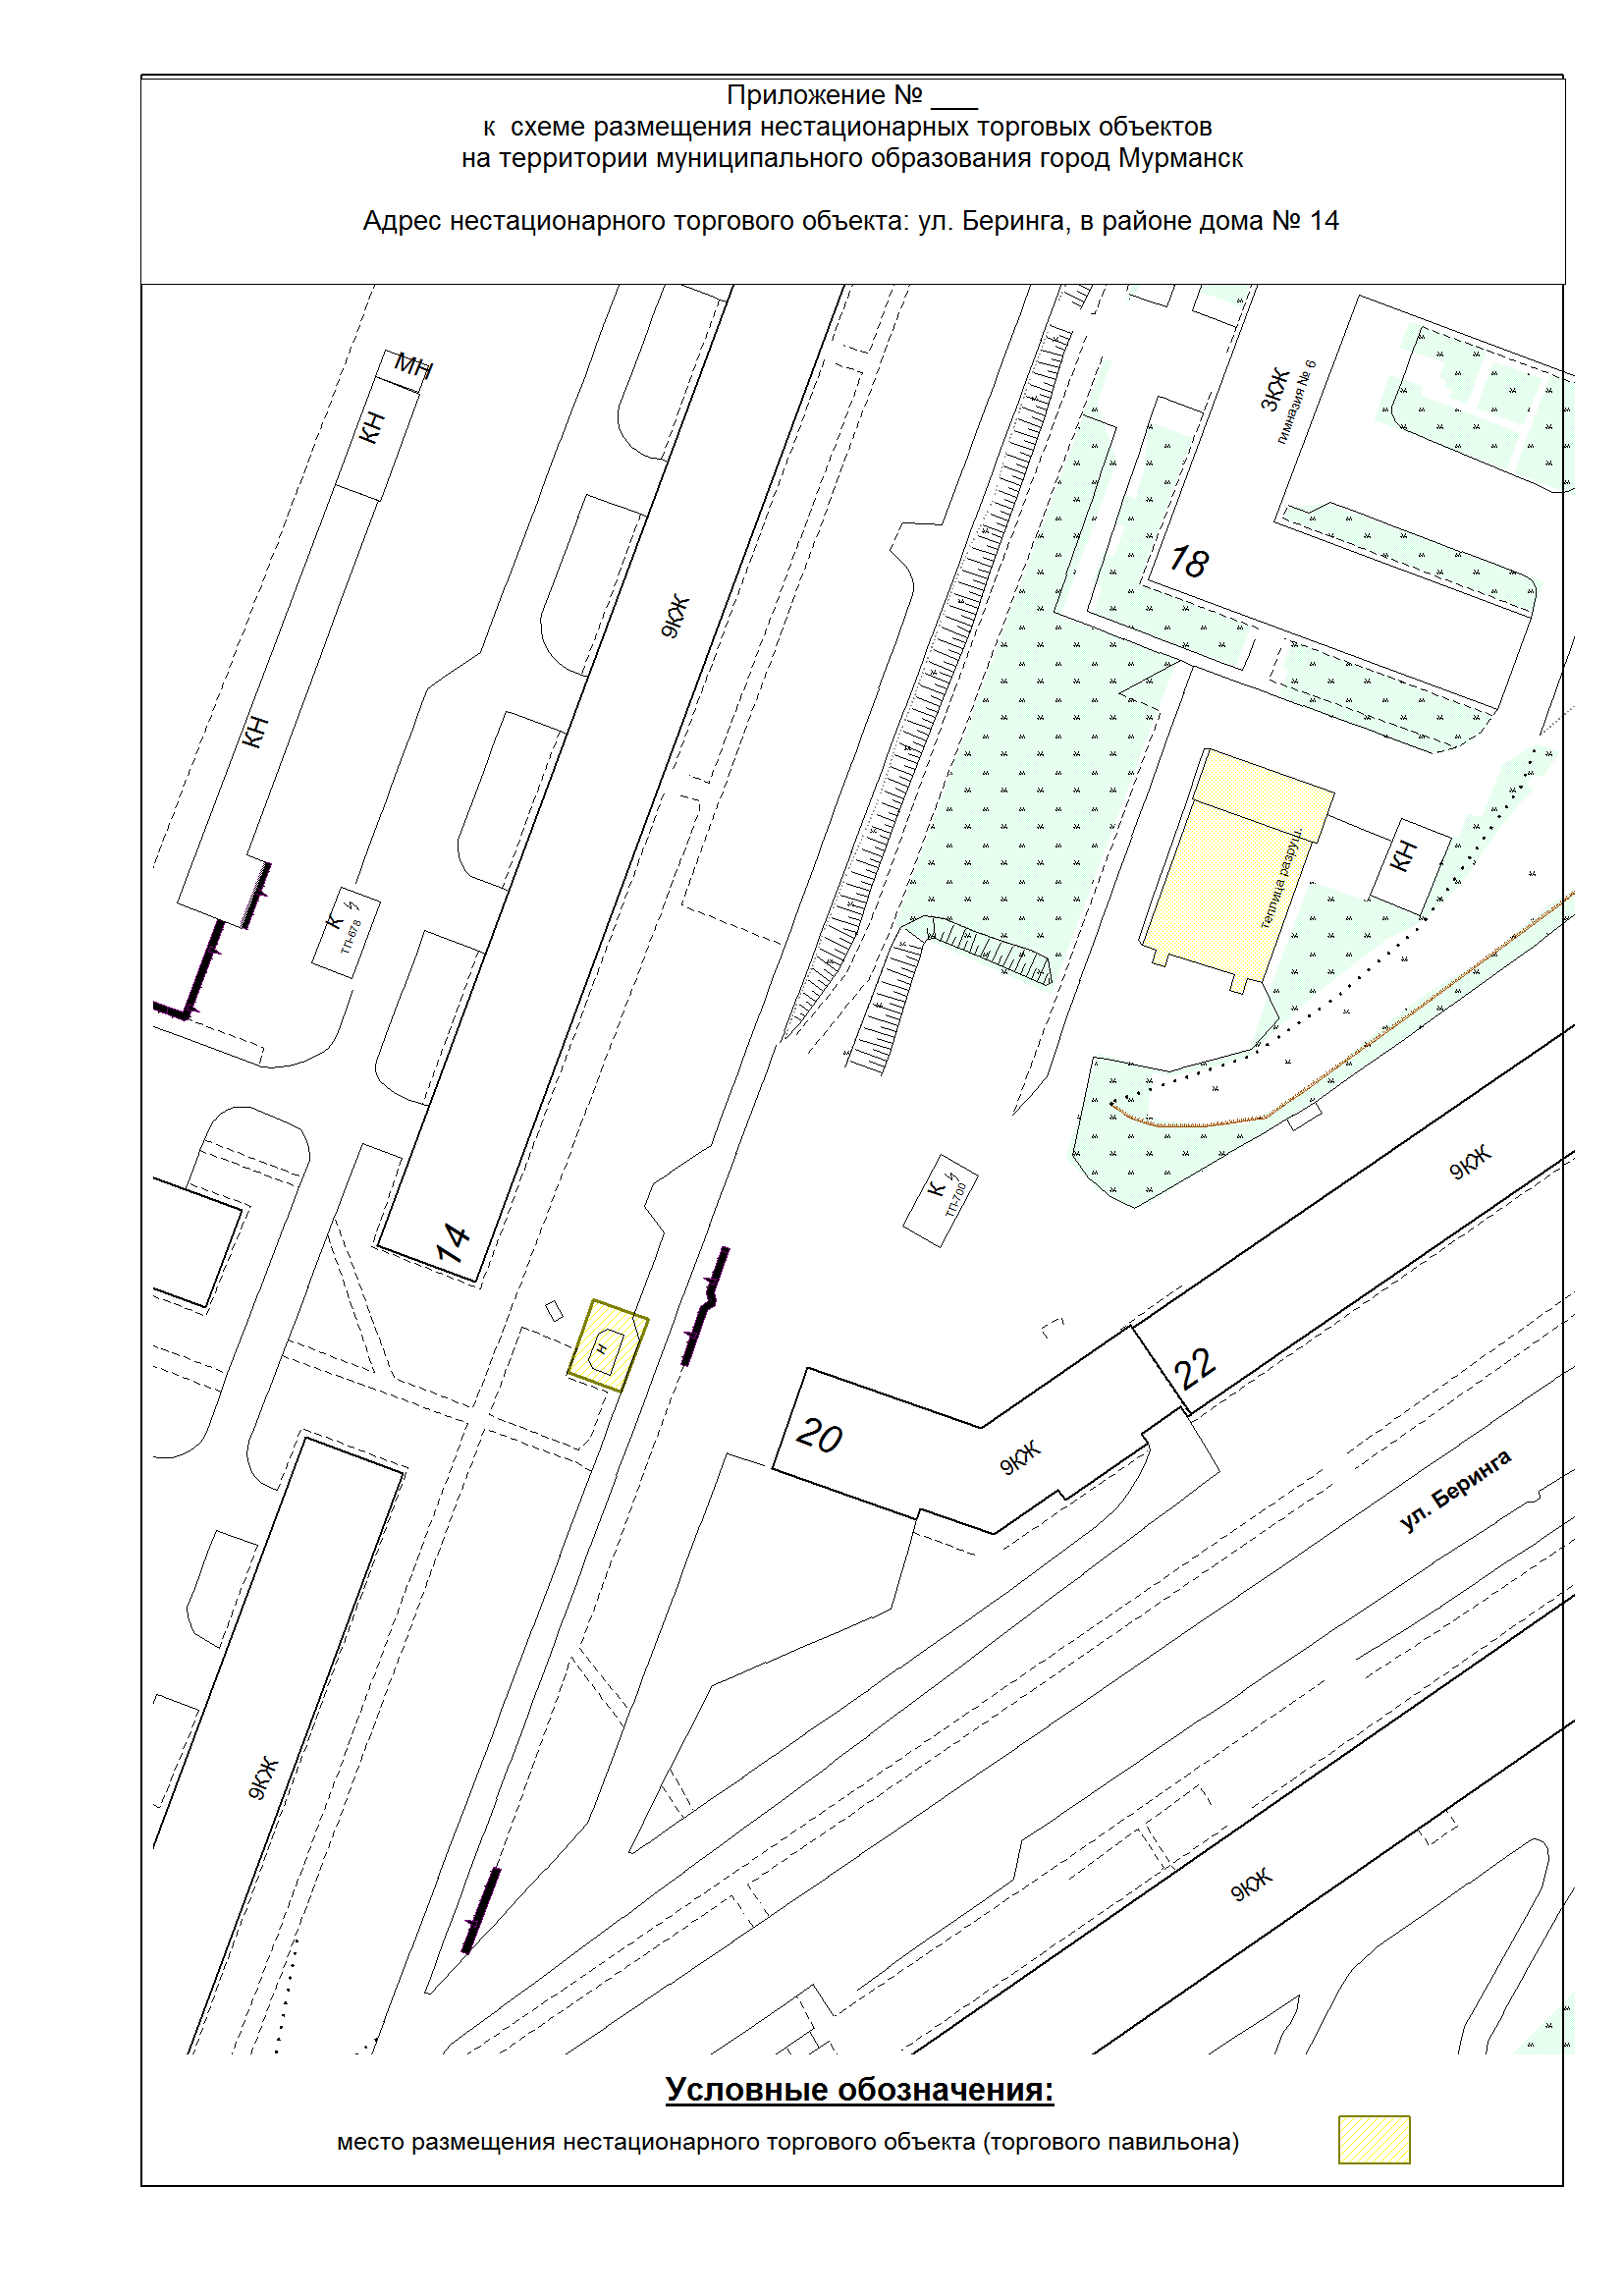 Приложение № ___
к схеме размещения нестационарных торговых объектов
на территории муниципального образования город Мурманск
Адрес нестационарного торгового объекта: ул. Беринга, в районе дома № 14
МН
КН
3КЖ
гимназия № 6
18
9КЖ
КН
теплица разруш.
КН
К
ТП-678
9КЖ
К
ТП-700
14
Н
22
20
9КЖ
ул. Беринга
9КЖ
9КЖ
Условные обозначения:
место размещения нестационарного торгового объекта (торгового павильона)